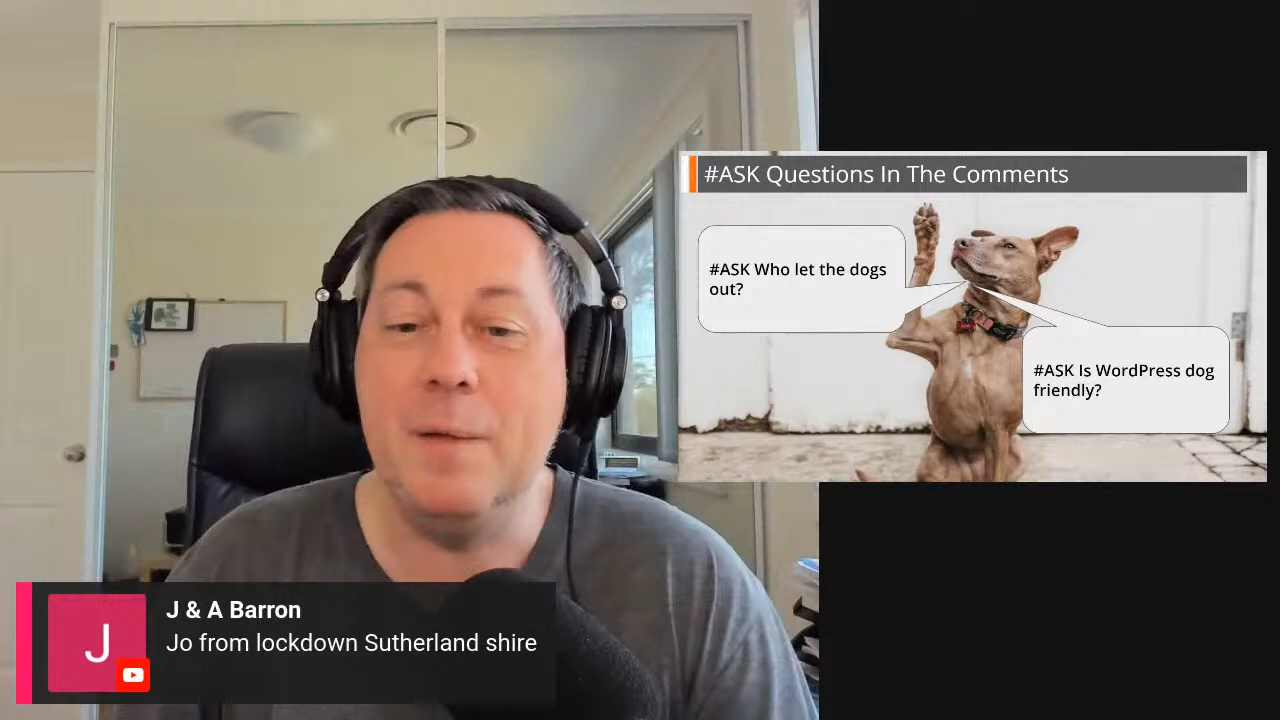 #ASK Questions In The Comments
#ASK Who let the dogs
out?
#ASK Is WordPress dog
friendly?
J
J & A Barron
Jo from lockdown Sutherland shire